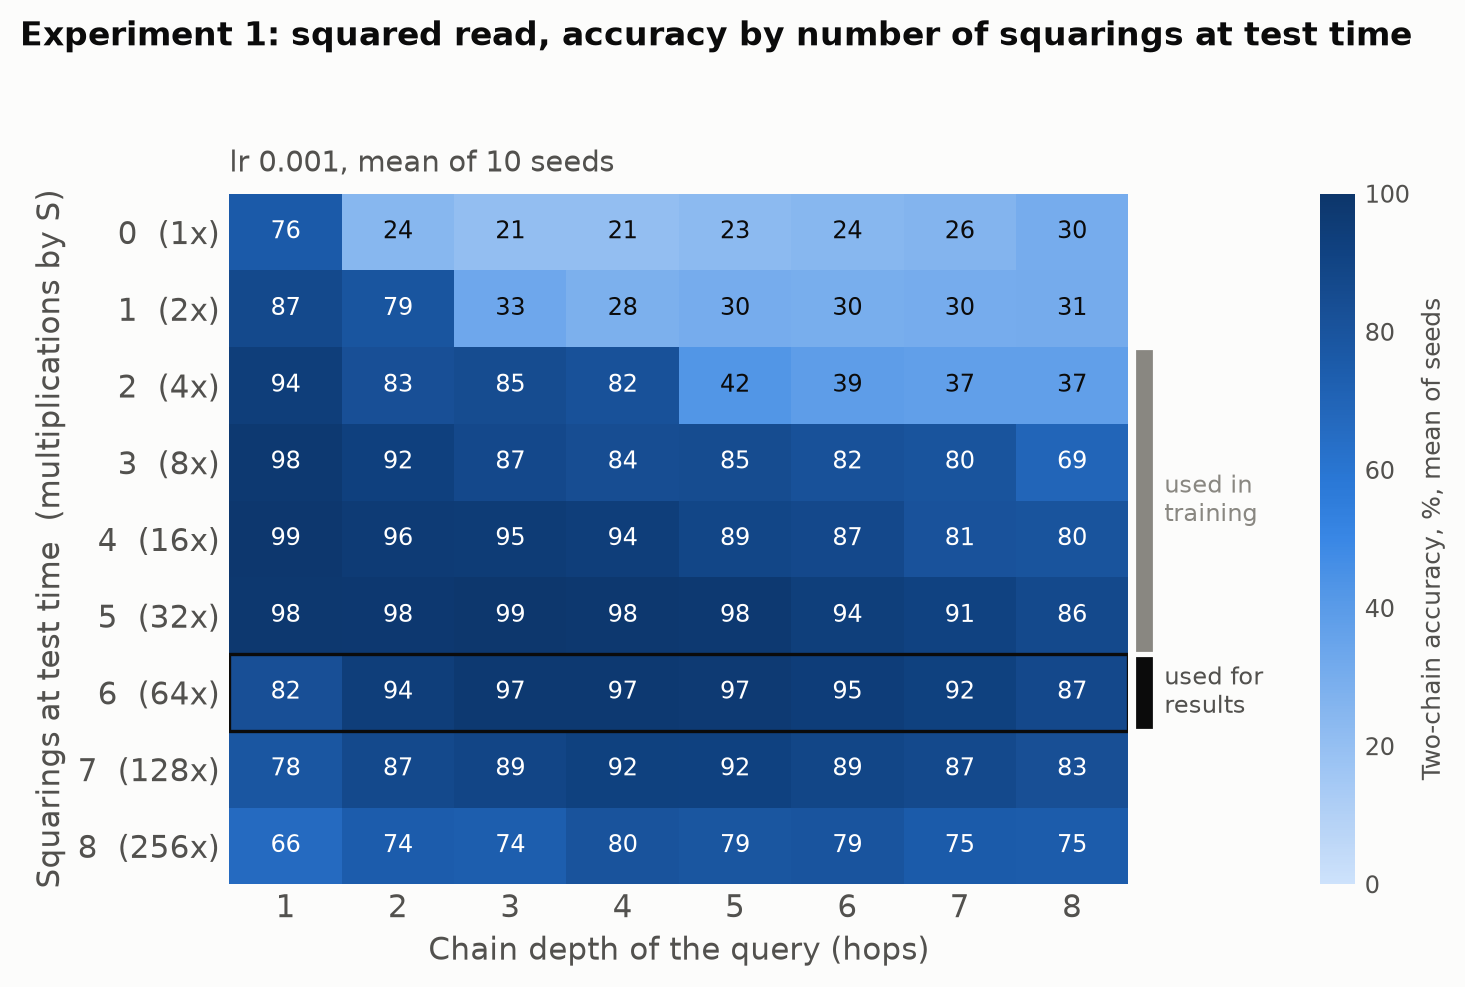 Experiment 1: squared read, accuracy by number of squarings at test time
lr 0.001, mean of 10 seeds
Squarings at test time  (multiplications by S)
0  (1x) 76 24 21 21 23 24 26 30
1  (2x) 87 79 33 28 30 30 30 31
2  (4x) 94 83 85 82 42 39 37 37
3  (8x) 98 92 87 84 85 82 80 69
4  (16x) 99 96 95 94 89 87 81 80
5  (32x) 98 98 99 98 98 94 91 86
6  (64x) 82 94 97 97 97 95 92 87
7  (128x) 78 87 89 92 92 89 87 83
8  (256x) 66 74 74 80 79 79 75 75
1 2 3 4 5 6 7 8
Chain depth of the query (hops)
used in
training
used for
results
100
80
60
40
20
0
Two-chain accuracy, %, mean of seeds